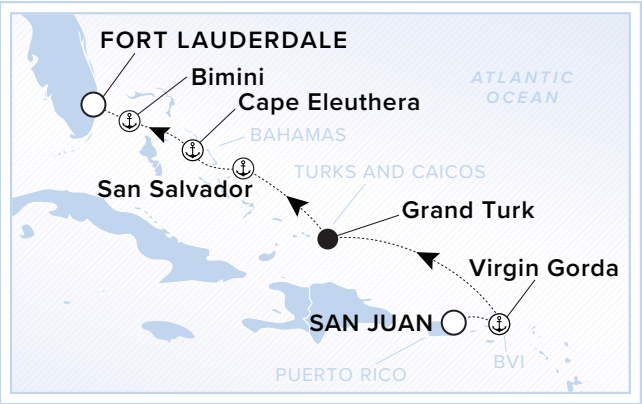 FORT LAUDERDALE
Bimini
ATLANTIC
OCEAN
Cape Eleuthera
BAHAMAS
TURKS AND CAICOS
San Salvador
Grand Turk
Virgin Gorda
SAN JUAN
BVI
PUERTO RICO